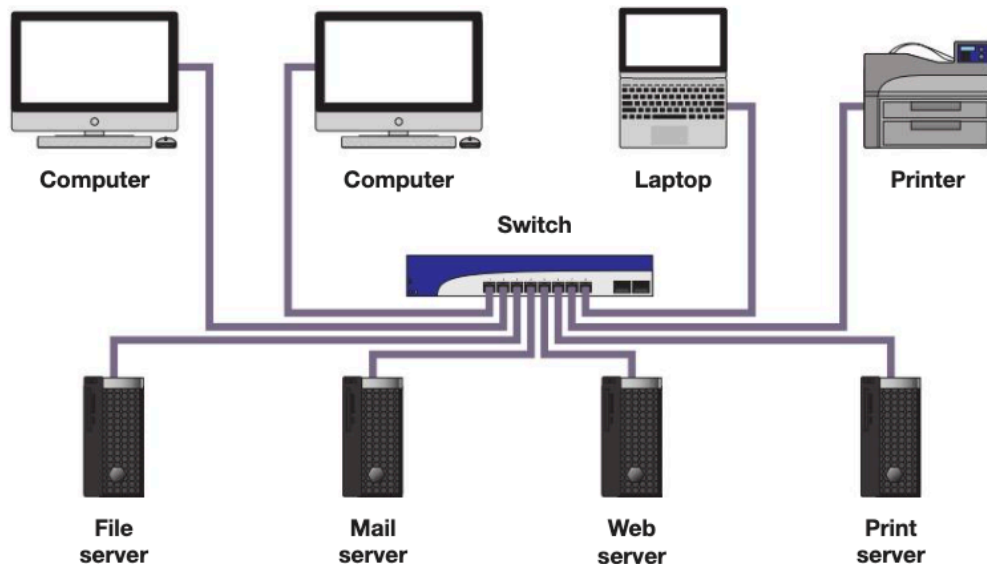 Computer
Computer
Laptop
Printer
Switch
File
server
Mail
server
Web
server
Print
server